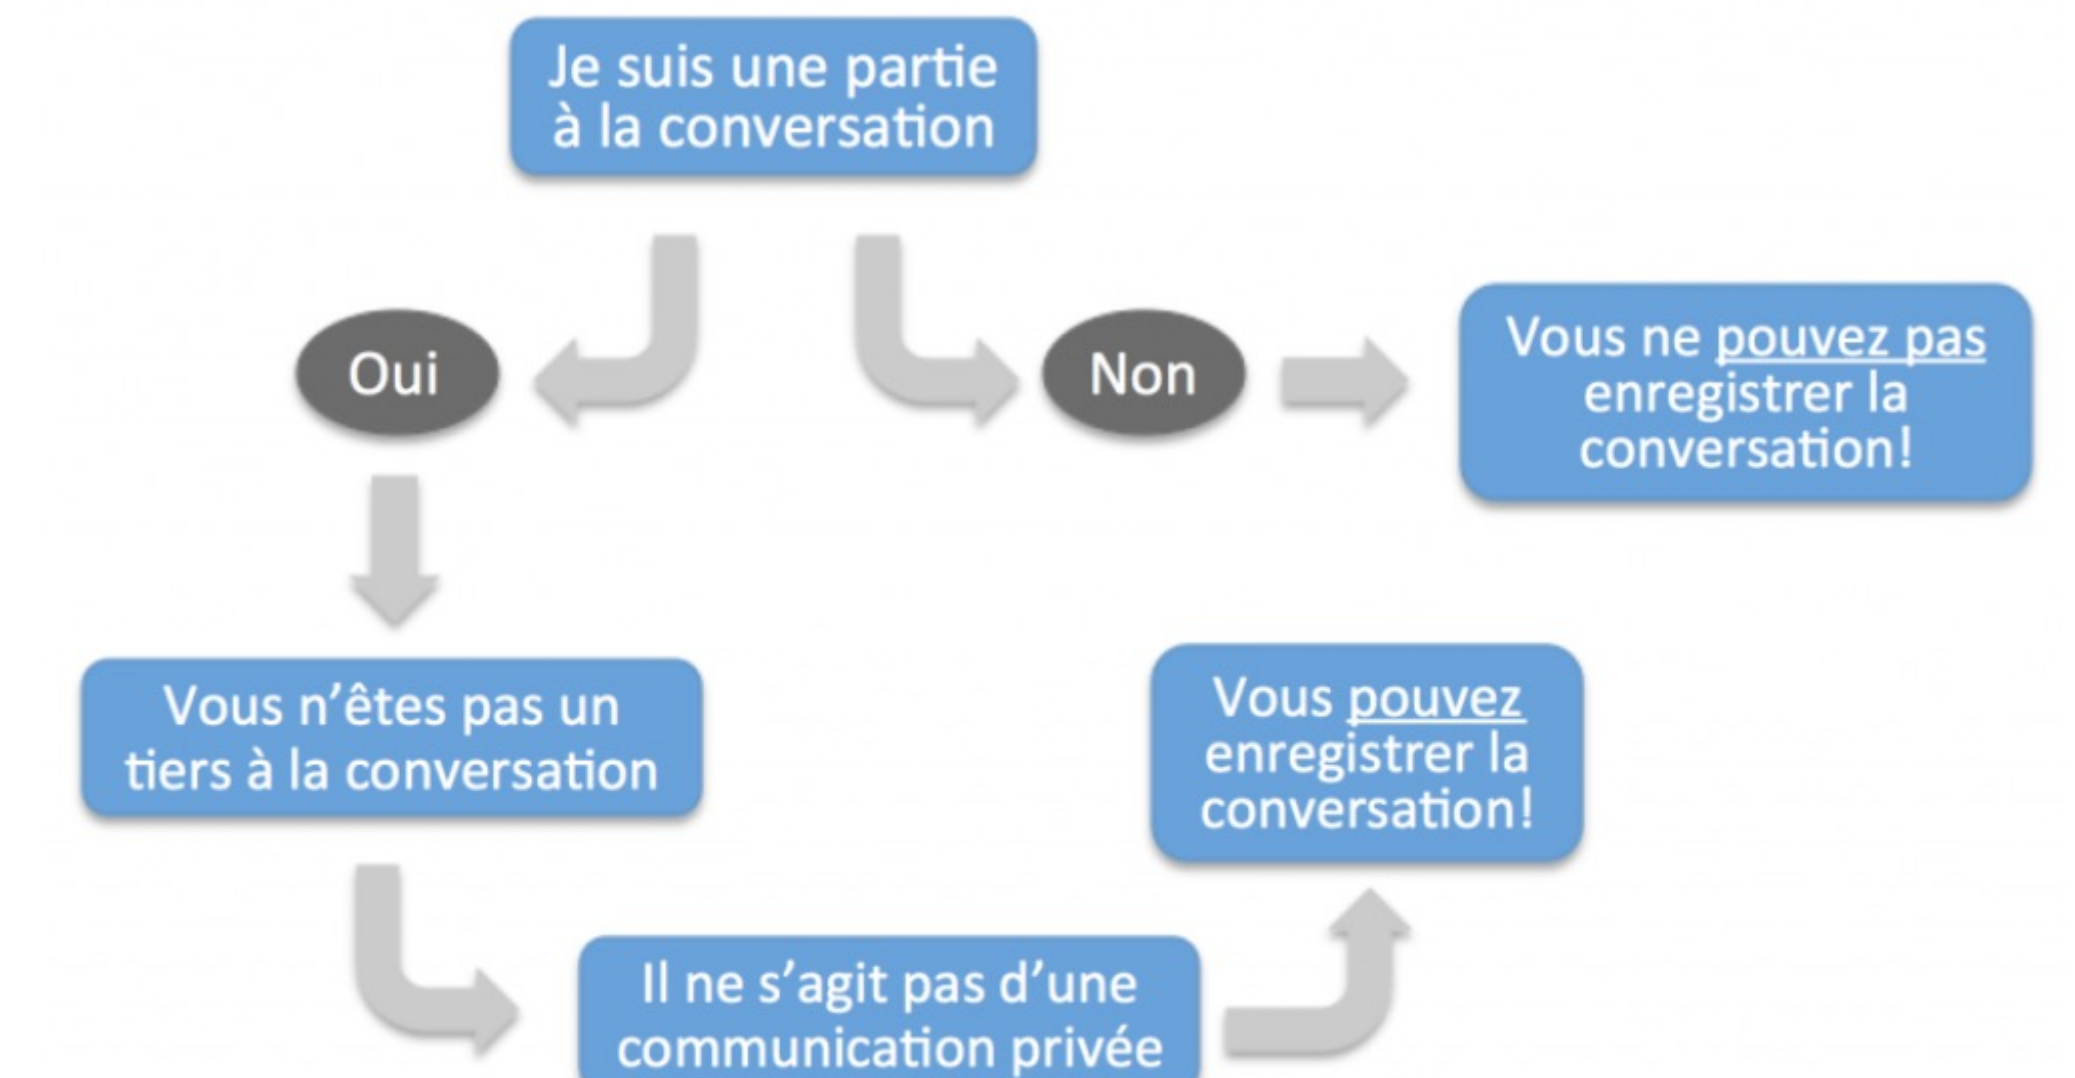 Je suis une partie
à la conversation
Oui
Non
Vous ne pouvez pas
enregistrer la
conversation!
Vous n'êtes pas un
tiers à la conversation
Vous pouvez
enregistrer la
conversation!
Il ne s'agit pas d'une
communication privée